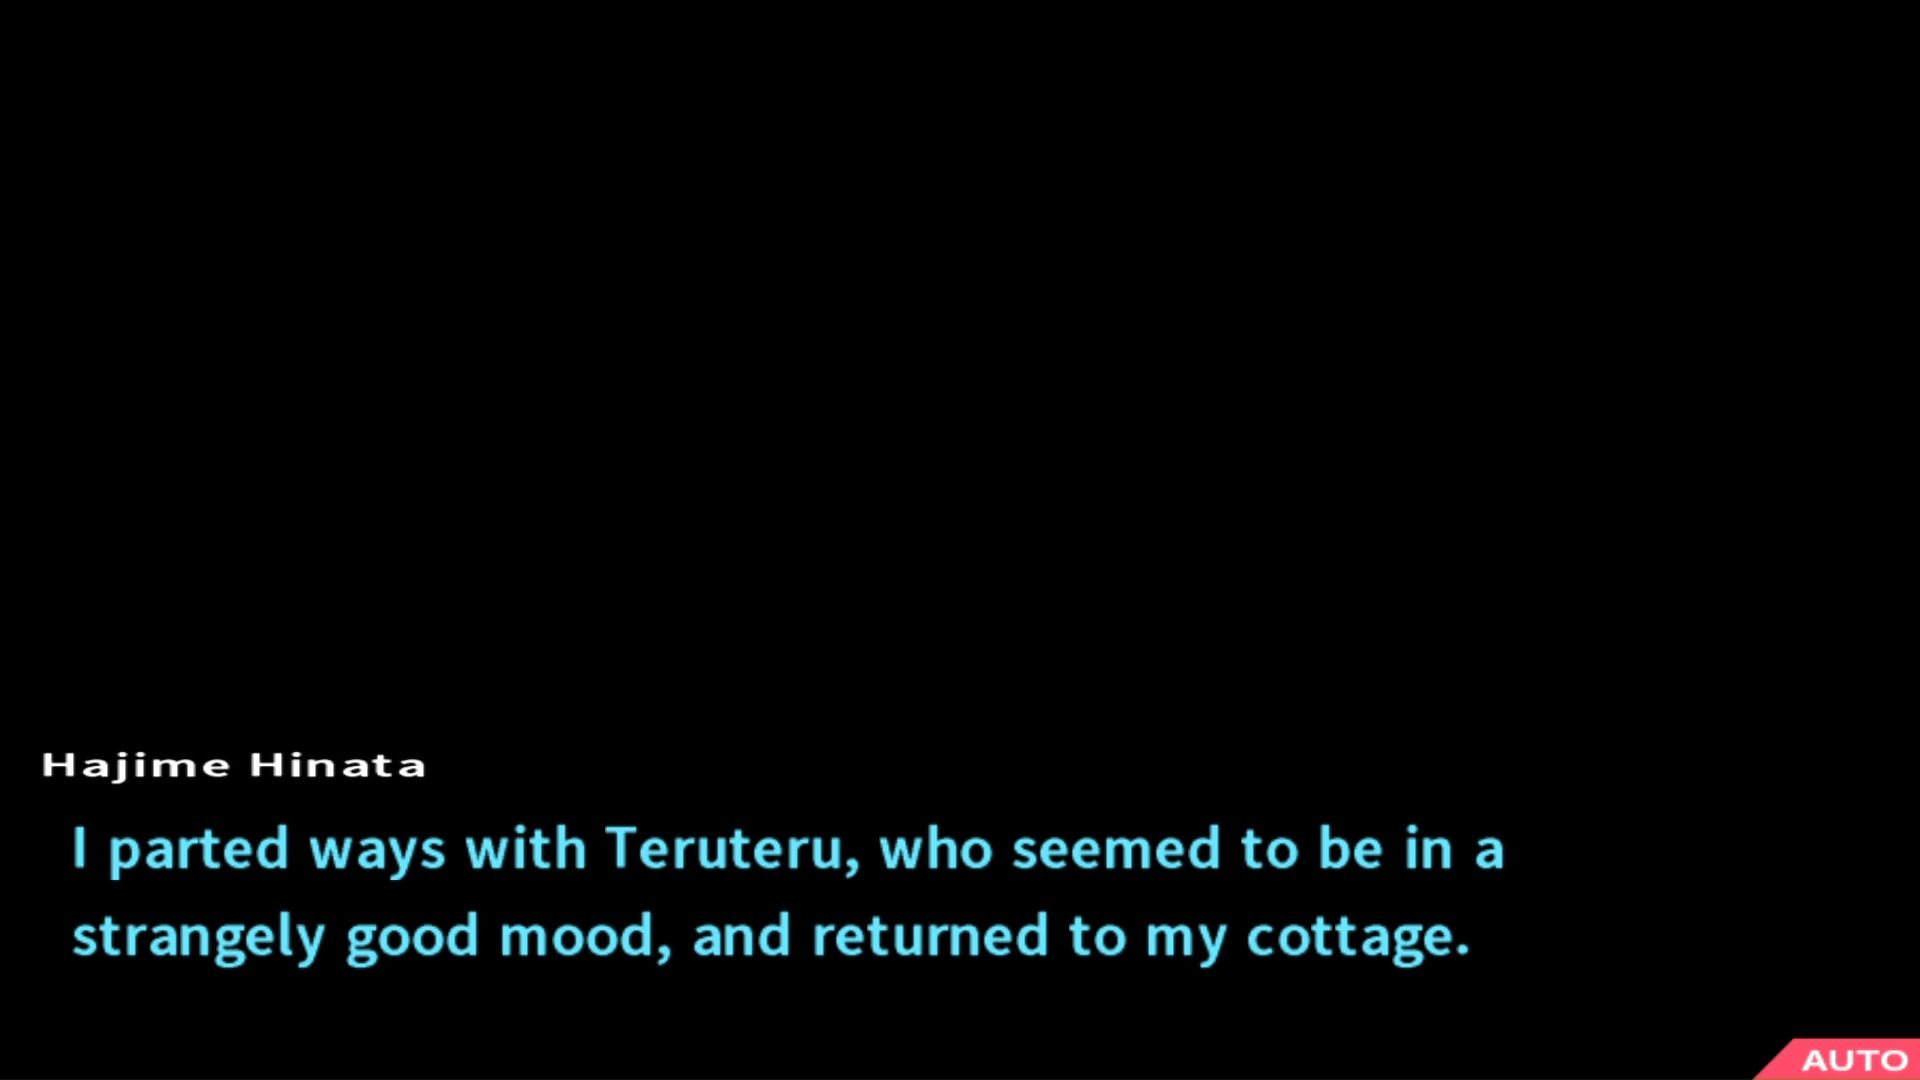 Hajime Hinata
I parted ways with Teruteru, who seemed to be in a
strangely good mood, and returned to my cottage.
AUTO